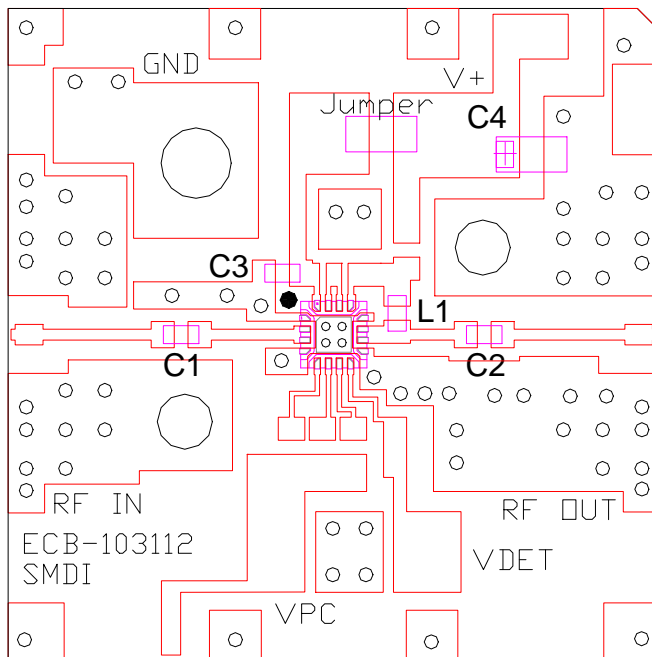 GND
V+
Jumper
C4
C3
L1
C1
C2
RF IN
RF OUT
ECB-103112
SMDI
VDET
VPC